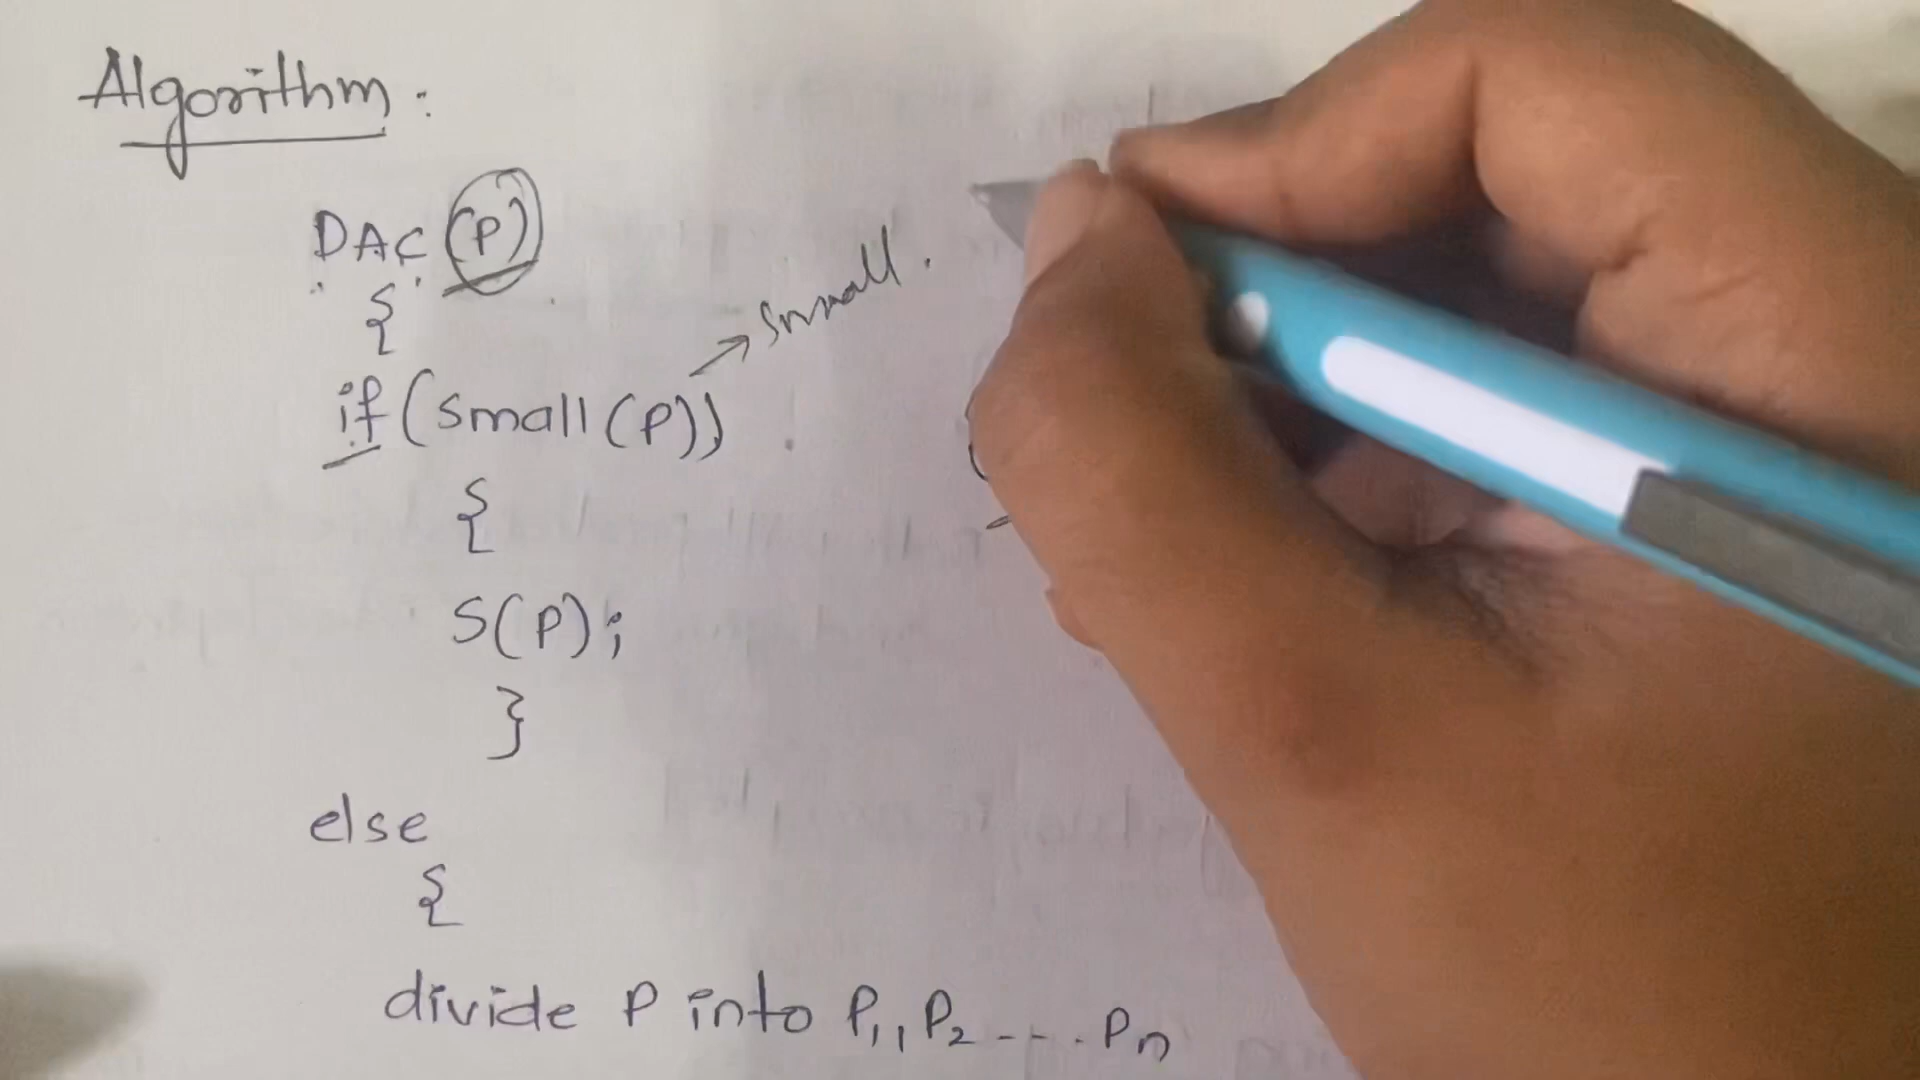 Algorithm :
DAC (P)
{
→ small .
if (small (P))
{
S(P);
}
else
{
divide P into P1, P2 - - - . Pn